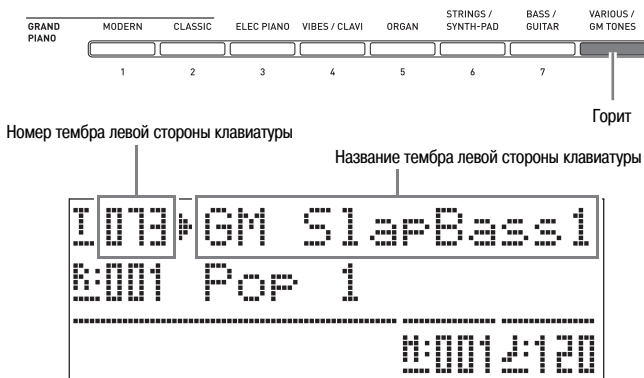 GRAND PIANO
MODERN CLASSIC ELEC PIANO VIBES / CLAVI ORGAN STRINGS / SYNTH-PAD BASS / GUITAR VARIOUS / GM TONES
1 2 3 4 5 6 7
Горит
Номер тембра левой стороны клавиатуры
Название тембра левой стороны клавиатуры
T 073 GM SlapBass1
R:001 Pop 1
M:001 ♪:120